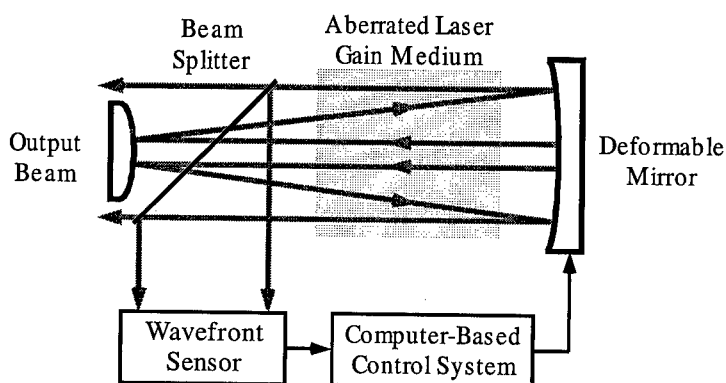 Beam
Splitter
Aberrated Laser
Gain Medium
Output
Beam
Deformable
Mirror
Wavefront
Sensor
Computer-Based
Control System